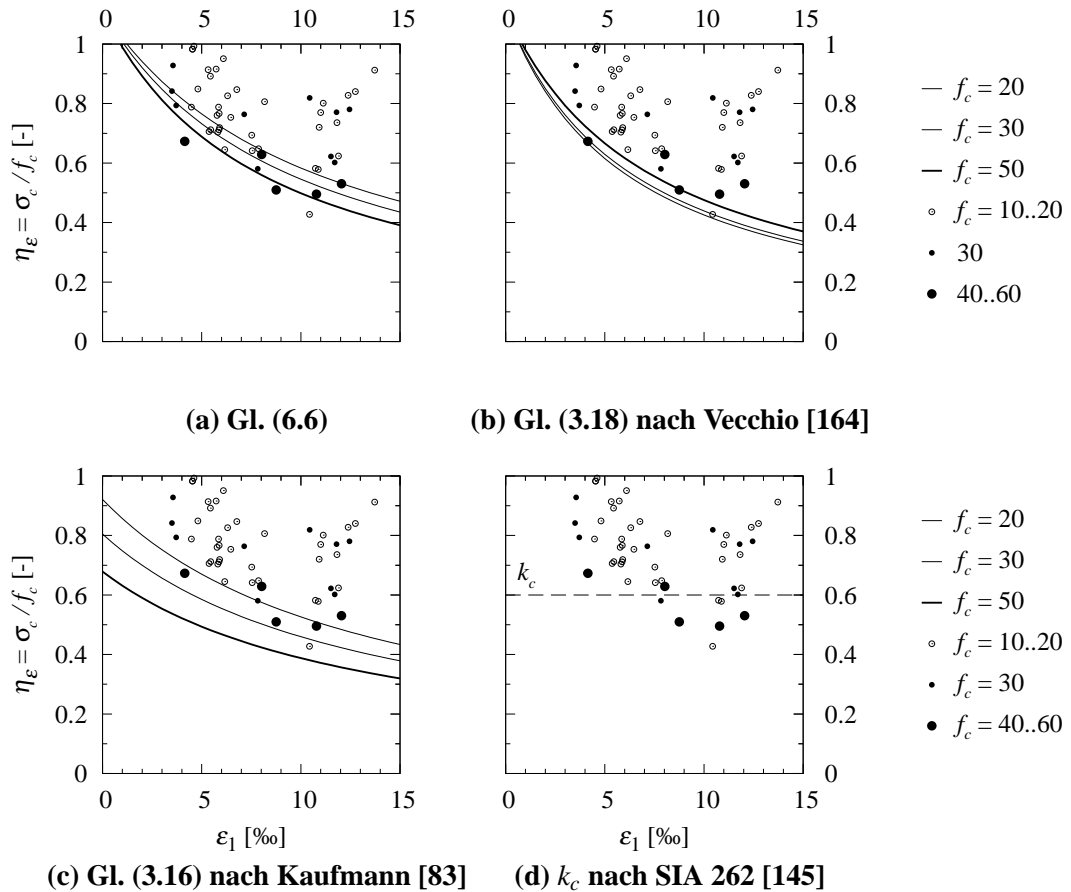 0 5 10 15 0 5 10 15
1
0.8
0.6
0.4
0.2
0
η_ε = σ_c / f_c [-]
1
0.8
0.6
0.4
0.2
0
f_c = 20
f_c = 30
f_c = 50
f_c = 10..20
30
40..60
(a) Gl. (6.6)
(b) Gl. (3.18) nach Vecchio [164]
1
0.8
0.6
0.4
0.2
0
η_ε = σ_c / f_c [-]
k_c
1
0.8
0.6
0.4
0.2
0
f_c = 20
f_c = 30
f_c = 50
f_c = 10..20
f_c = 30
f_c = 40..60
0 5 10 15 0 5 10 15
ε_1 [‰] ε_1 [‰]
(c) Gl. (3.16) nach Kaufmann [83]
(d) k_c nach SIA 262 [145]